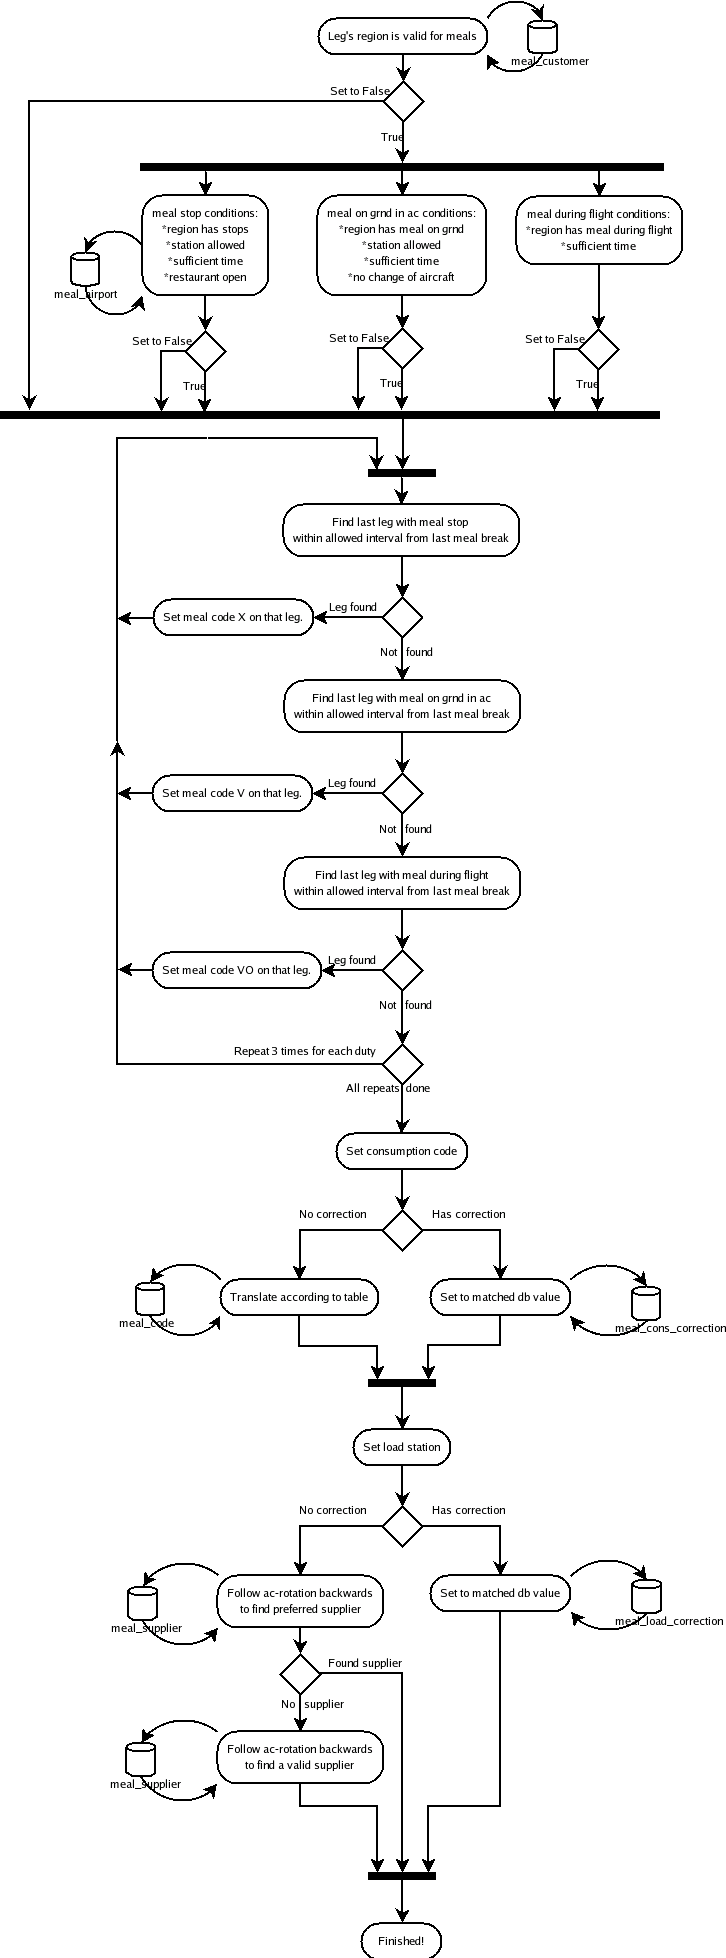 Leg's region is valid for meals
meal_customer
Set to False
True
meal stop conditions:
*region has stops
*station allowed
*sufficient time
*restaurant open
meal on grnd in ac conditions:
*region has meal on grnd
*station allowed
*sufficient time
*no change of aircraft
meal during flight conditions:
*region has meal during flight
*sufficient time
meal_airport
Set to False
True
Set to False
True
Set to False
True
Find last leg with meal stop
within allowed interval from last meal break
Leg found
Set meal code X on that leg.
Not found
Find last leg with meal on grnd in ac
within allowed interval from last meal break
Leg found
Set meal code V on that leg.
Not found
Find last leg with meal during flight
within allowed interval from last meal break
Leg found
Set meal code VO on that leg.
Not found
Repeat 3 times for each duty
All repeats done
Set consumption code
No correction
Has correction
Translate according to table
Set to matched db value
meal_code
meal_cons_correction
Set load station
No correction
Has correction
Follow ac-rotation backwards
to find preferred supplier
Set to matched db value
meal_supplier
meal_load_correction
Found supplier
No supplier
Follow ac-rotation backwards
to find a valid supplier
meal_supplier
Finished!